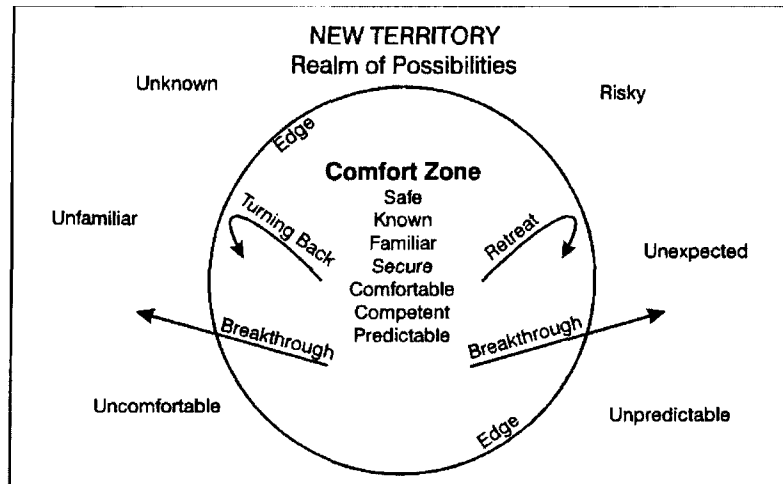 NEW TERRITORY
Realm of Possibilities
Unknown
Risky
Edge
Comfort Zone
Safe
Known
Familiar
Secure
Comfortable
Competent
Predictable
Turning Back
Retreat
Unfamiliar
Unexpected
Breakthrough
Breakthrough
Uncomfortable
Unpredictable
Edge